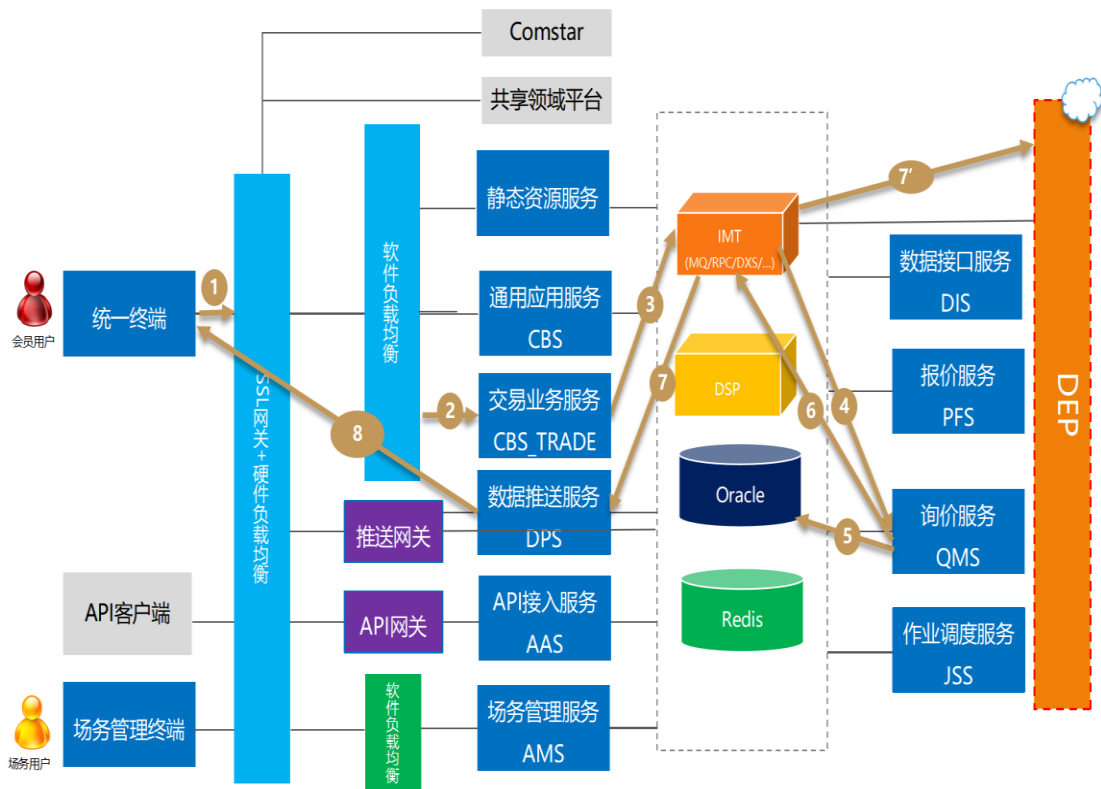 Comstar
共享领域平台
静态资源服务
7'
IMT
(MQ/RPC/DXS/...)
软件负载均衡
数据接口服务
DIS
1
统一终端
会员用户
通用应用服务
CBS
3
SSL网关+硬件负载均衡
DSP
7
6
4
报价服务
PFS
DEP
2
交易业务服务
CBS_TRADE
8
数据推送服务
DPS
推送网关
Oracle
5
询价服务
QMS
API客户端
API网关
API接入服务
AAS
Redis
作业调度服务
JSS
场务管理终端
场务用户
软件负载均衡
场务管理服务
AMS